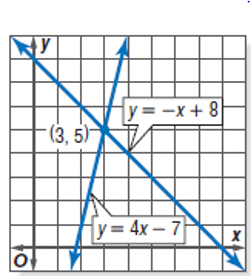 y
y = −x + 8
(3, 5)
y = 4x − 7
x
O